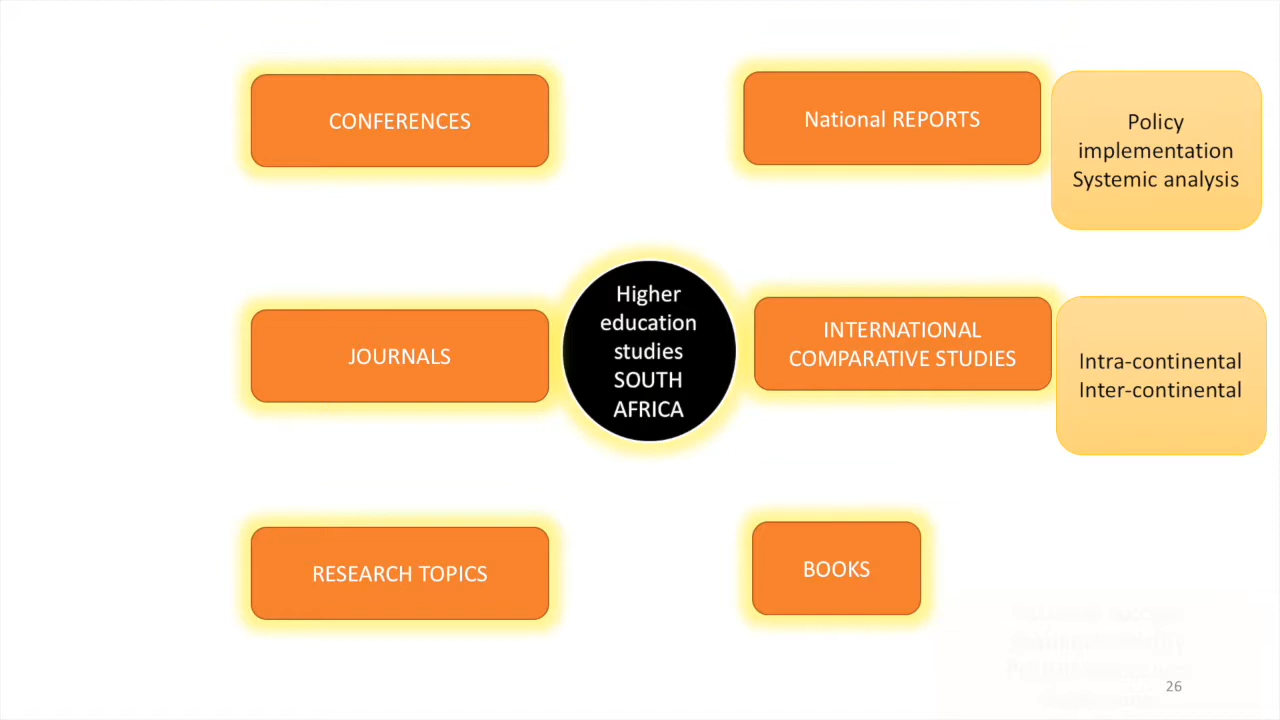 CONFERENCES
National REPORTS
Policy
implementation
Systemic analysis
JOURNALS
Higher
education
studies
SOUTH
AFRICA
INTERNATIONAL
COMPARATIVE STUDIES
Intra-continental
Inter-continental
RESEARCH TOPICS
BOOKS
26